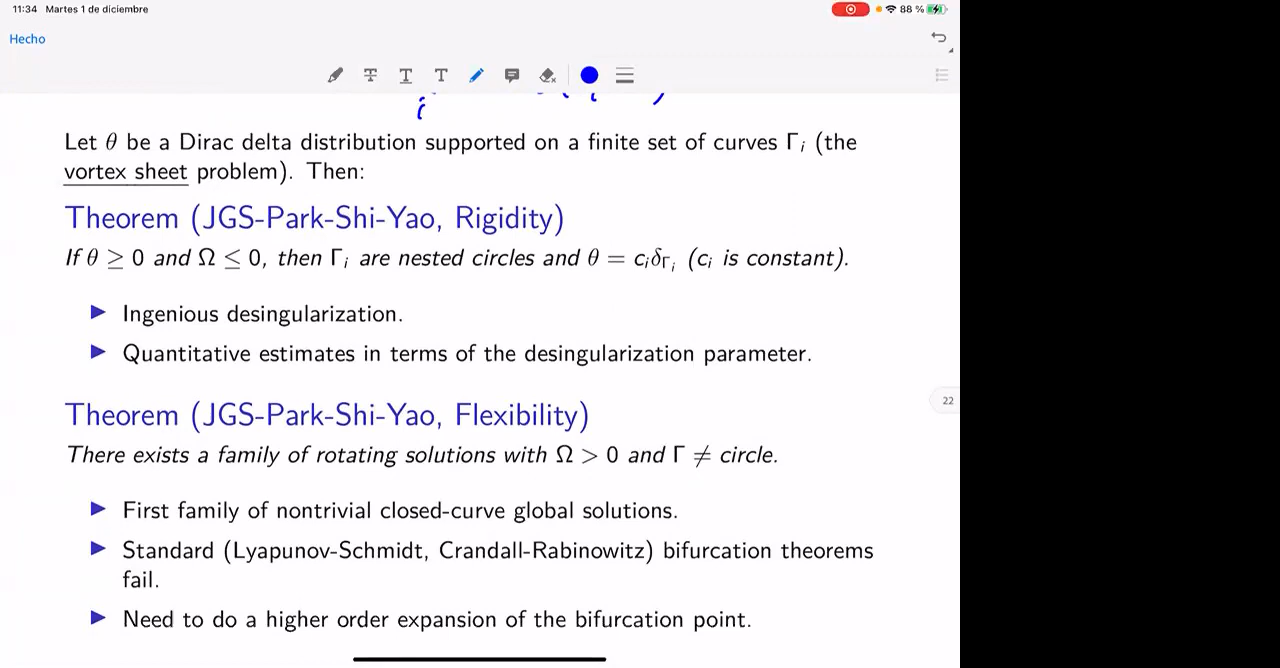 11:34 Martes 1 de diciembre
88 %
Hecho
Let θ be a Dirac delta distribution supported on a finite set of curves Γᵢ (the
vortex sheet problem). Then:
Theorem (JGS-Park-Shi-Yao, Rigidity)
If θ ≥ 0 and Ω ≤ 0, then Γᵢ are nested circles and θ = cᵢδ_Γᵢ (cᵢ is constant).
▶ Ingenious desingularization.
▶ Quantitative estimates in terms of the desingularization parameter.
22
Theorem (JGS-Park-Shi-Yao, Flexibility)
There exists a family of rotating solutions with Ω > 0 and Γ ≠ circle.
▶ First family of nontrivial closed-curve global solutions.
▶ Standard (Lyapunov-Schmidt, Crandall-Rabinowitz) bifurcation theorems
fail.
▶ Need to do a higher order expansion of the bifurcation point.